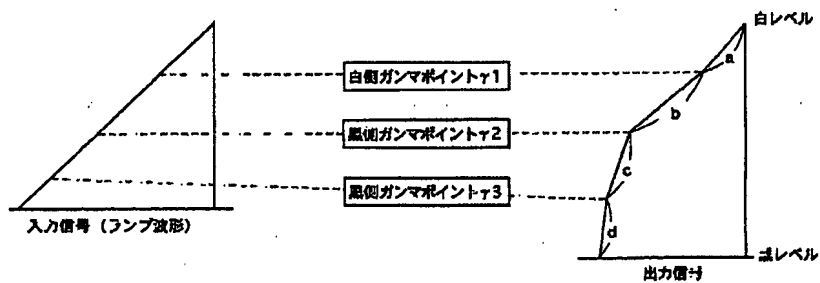 白レベル
a
白側ガンマポイントγ1
b
黒側ガンマポイントγ2
c
黒側ガンマポイントγ3
d
入力信号（ランプ波形）
黒レベル
出力信号